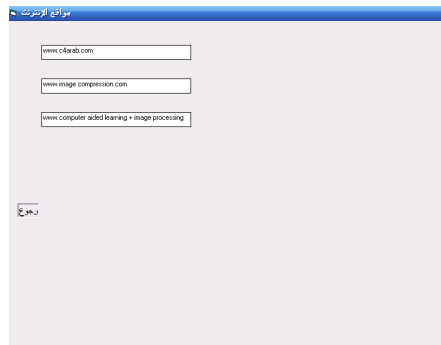 مواقع الإنترنت
www.c4arab.com
www.image compression.com
www.computer aided learning + image processing
رجوع